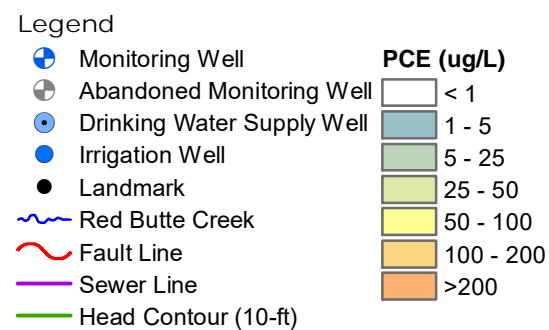 Legend
Monitoring Well
Abandoned Monitoring Well
Drinking Water Supply Well
Irrigation Well
Landmark
Red Butte Creek
Fault Line
Sewer Line
Head Contour (10-ft)
PCE (ug/L)
< 1
1 - 5
5 - 25
25 - 50
50 - 100
100 - 200
>200